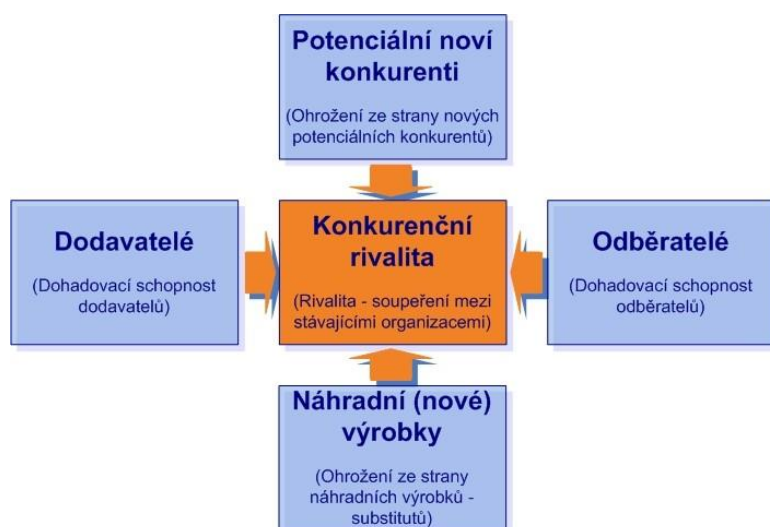 Potenciální noví
konkurenti
(Ohrožení ze strany nových
potenciálních konkurentů)
Dodavatelé
(Dohadovací schopnost
dodavatelů)
Konkurenční
rivalita
(Rivalita - soupeření mezi
stávajícími organizacemi)
Odběratelé
(Dohadovací schopnost
odběratelů)
Náhradní (nové)
výrobky
(Ohrožení ze strany
náhradních výrobků -
substitutů)